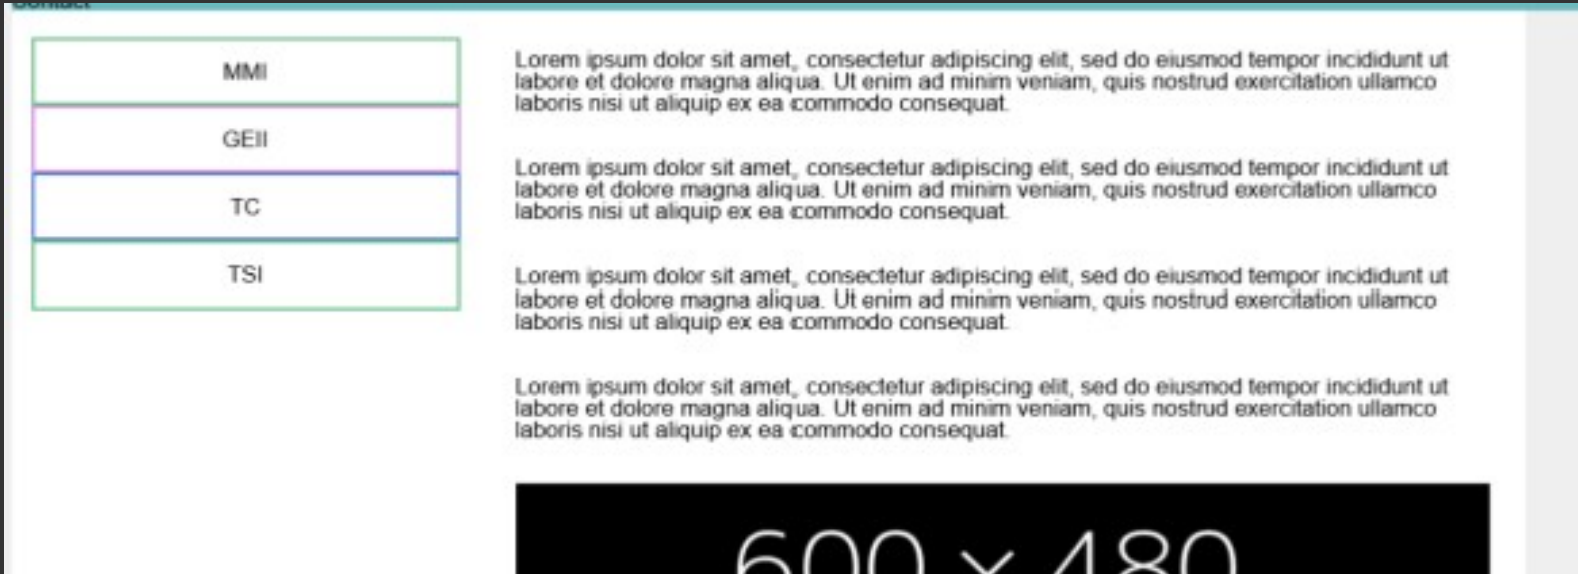 Contact
MMI
GEII
TC
TSI
Lorem ipsum dolor sit amet, consectetur adipiscing elit, sed do eiusmod tempor incididunt ut
labore et dolore magna aliqua. Ut enim ad minim veniam, quis nostrud exercitation ullamco
laboris nisi ut aliquip ex ea commodo consequat.
Lorem ipsum dolor sit amet, consectetur adipiscing elit, sed do eiusmod tempor incididunt ut
labore et dolore magna aliqua. Ut enim ad minim veniam, quis nostrud exercitation ullamco
laboris nisi ut aliquip ex ea commodo consequat.
Lorem ipsum dolor sit amet, consectetur adipiscing elit, sed do eiusmod tempor incididunt ut
labore et dolore magna aliqua. Ut enim ad minim veniam, quis nostrud exercitation ullamco
laboris nisi ut aliquip ex ea commodo consequat.
Lorem ipsum dolor sit amet, consectetur adipiscing elit, sed do eiusmod tempor incididunt ut
labore et dolore magna aliqua. Ut enim ad minim veniam, quis nostrud exercitation ullamco
laboris nisi ut aliquip ex ea commodo consequat.
600 × 480